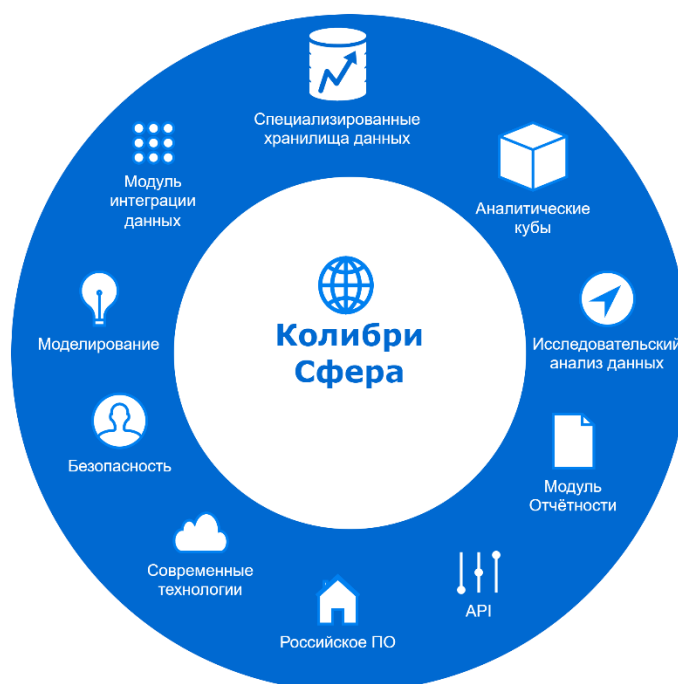 Специализированные
хранилища данных
Аналитические
кубы
Исследовательский
анализ данных
Модуль
Отчётности
API
Российское ПО
Современные
технологии
Безопасность
Моделирование
Модуль
интеграции
данных
Колибри
Сфера